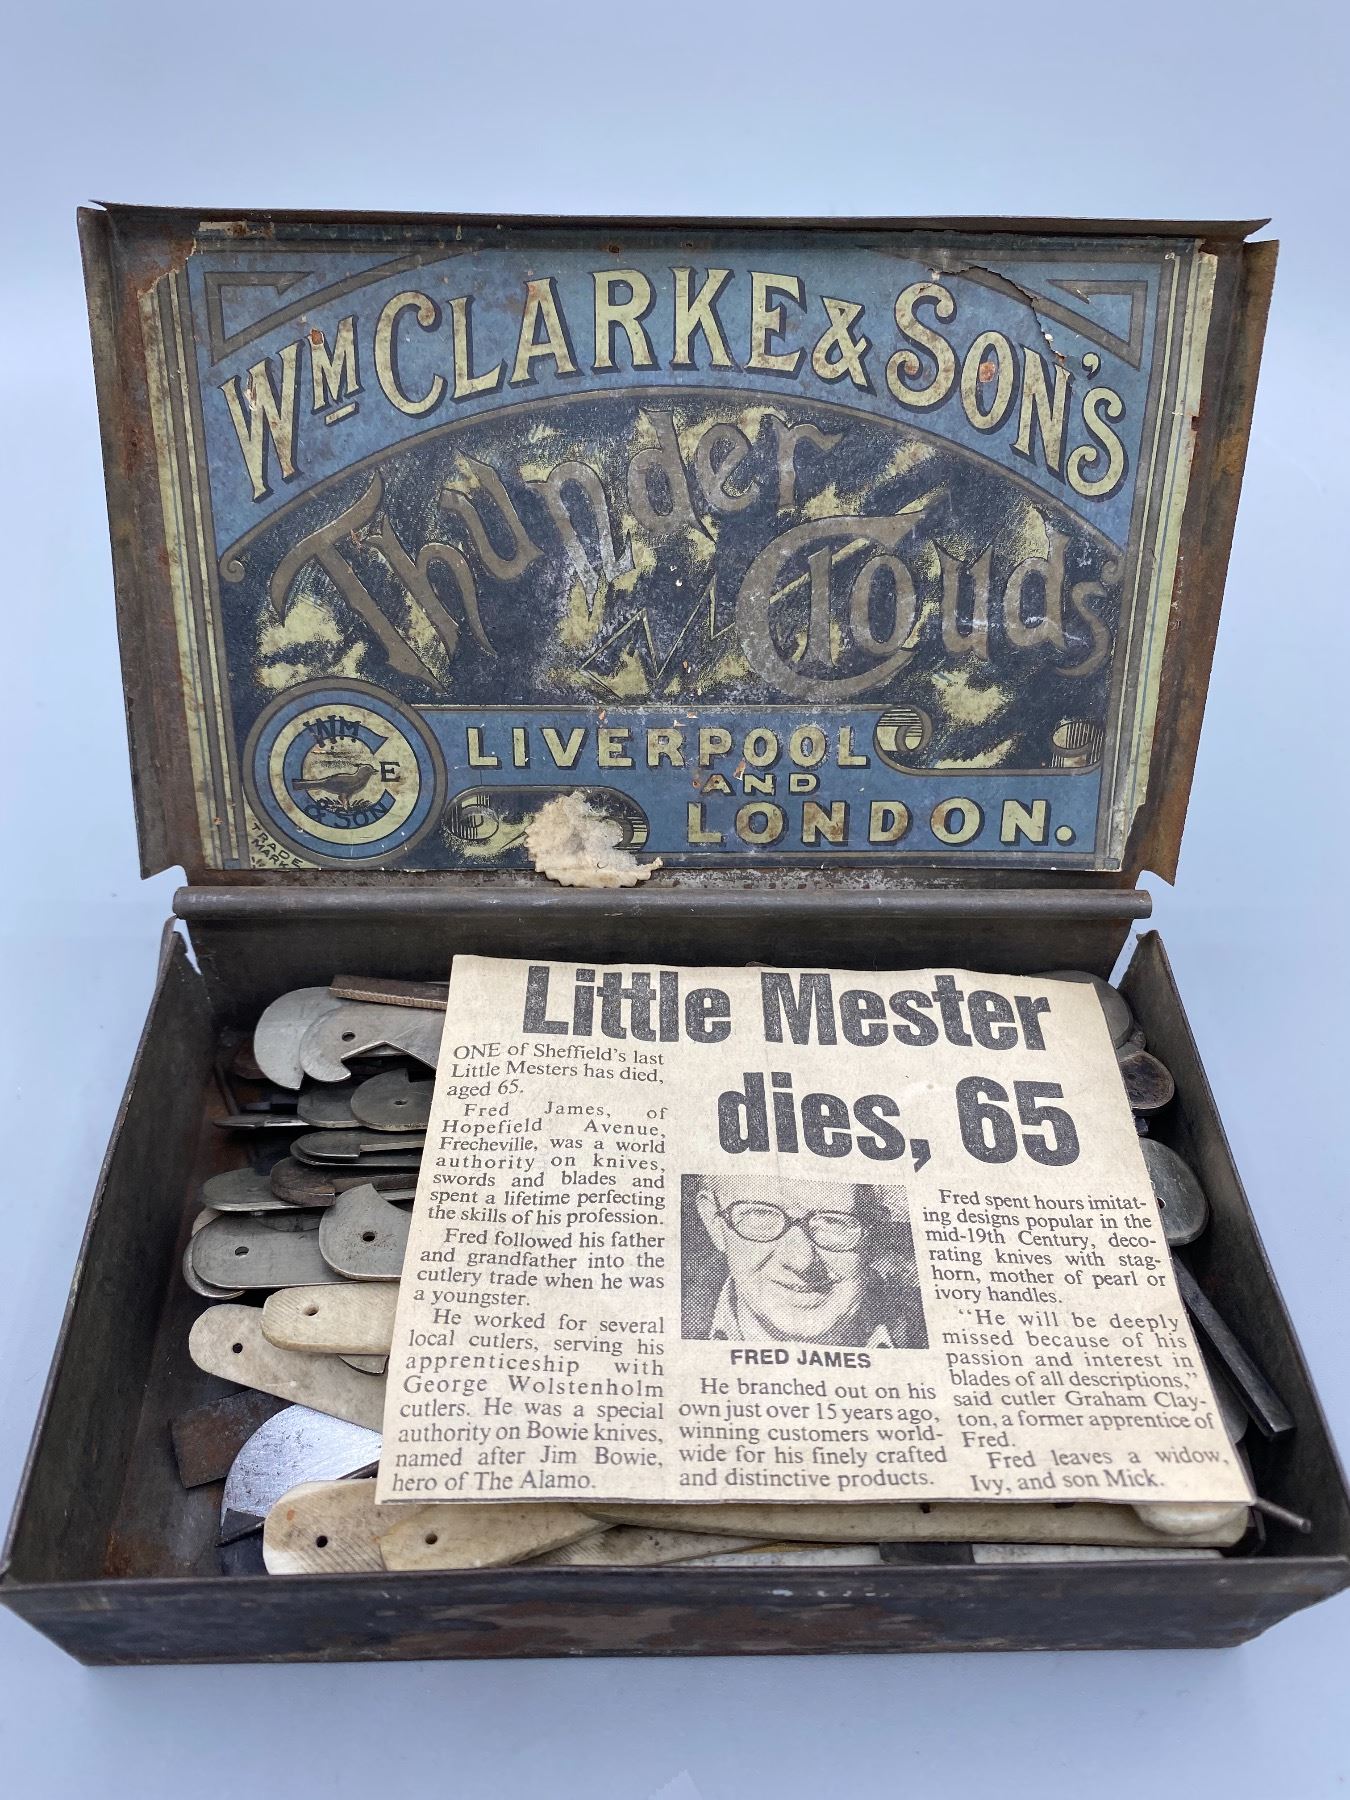 WM CLARKE & SON'S
Thunder
Clouds
LIVERPOOL
AND
LONDON.
WM
C
E
& SON
TRADE
MARK
Little Mester
dies, 65
ONE of Sheffield's last
Little Mesters has died,
aged 65.
Fred James, of
Hopefield Avenue,
Frecheville, was a world
authority on knives,
swords and blades and
spent a lifetime perfecting
the skills of his profession.
Fred followed his father
and grandfather into the
cutlery trade when he was
a youngster.
He worked for several
local cutlers, serving his
apprenticeship with
George Wolstenholm
cutlers. He was a special
authority on Bowie knives,
named after Jim Bowie,
hero of The Alamo.
FRED JAMES
He branched out on his
own just over 15 years ago,
winning customers world-
wide for his finely crafted
and distinctive products.
Fred spent hours imitat-
ing designs popular in the
mid-19th Century, deco-
rating knives with stag-
horn, mother of pearl or
ivory handles.
"He will be deeply
missed because of his
passion and interest in
blades of all descriptions,"
said cutler Graham Clay-
ton, a former apprentice of
Fred.
Fred leaves a widow,
Ivy, and son Mick.